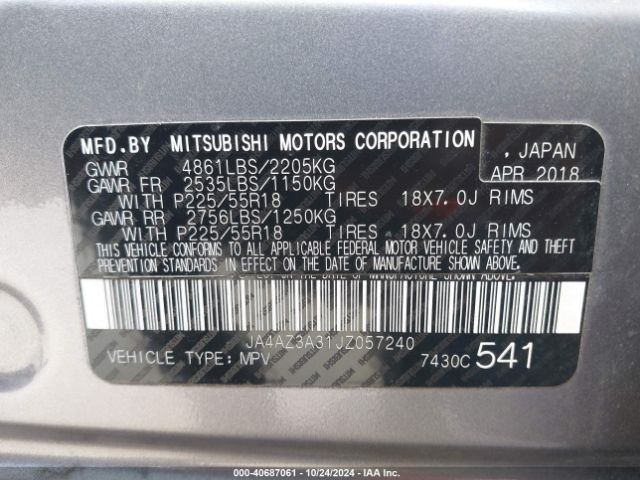 MFD.BY MITSUBISHI MOTORS CORPORATION , JAPAN
GVWR 4861LBS/2205KG APR 2018
GAWR FR 2535LBS/1150KG
WITH P225/55R18 TIRES 18X7.0J RIMS
GAWR RR 2756LBS/1250KG
WITH P225/55R18 TIRES 18X7.0J RIMS
THIS VEHICLE CONFORMS TO ALL APPLICABLE FEDERAL MOTOR VEHICLE SAFETY AND THEFT
PREVENTION STANDARDS IN EFFECT ON THE DATE OF MANUFACTURE SHOWN ABOVE.
JA4AZ3A31JZ057240
VEHICLE TYPE: MPV 7430C 541
000-40687061 | 10/24/2024 | IAA Inc.